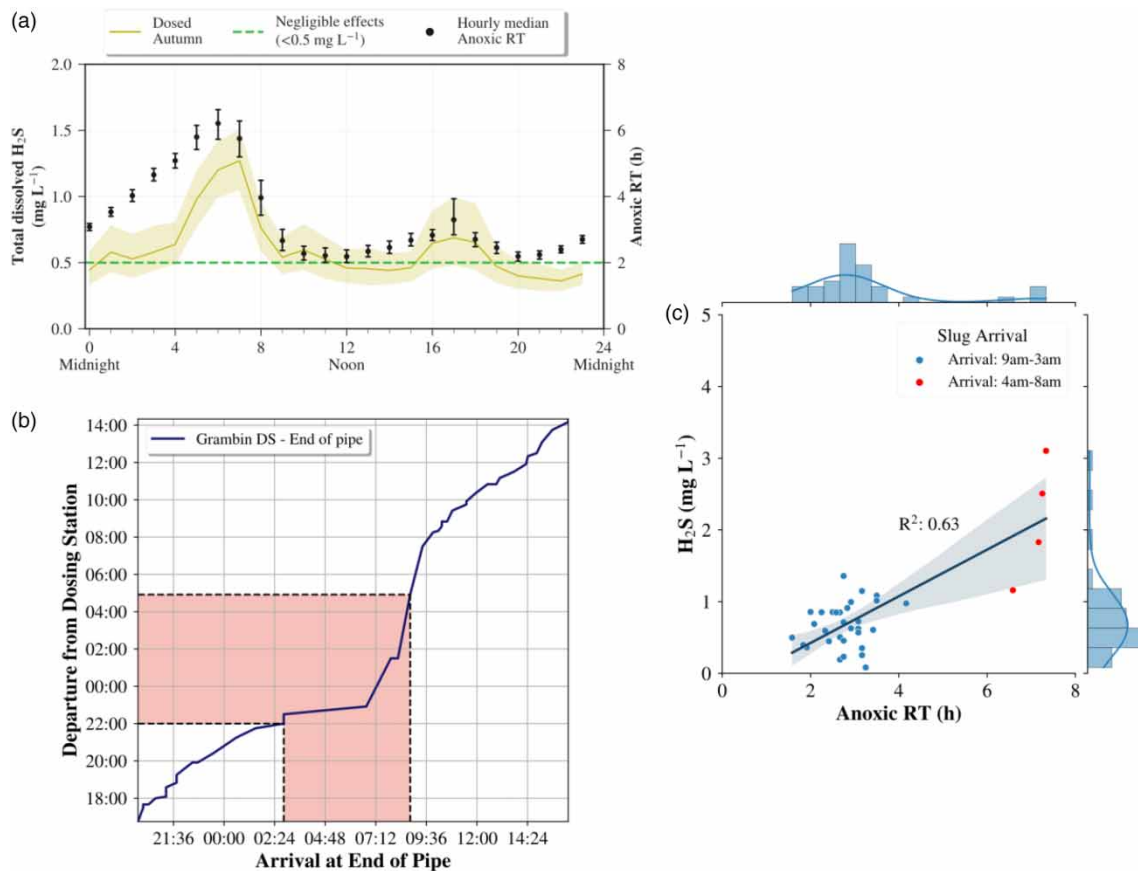 (a)
Dosed
Autumn
Negligible effects
(<0.5 mg L⁻¹)
Hourly median
Anoxic RT
Total dissolved H₂S
(mg L⁻¹)
2.0
1.5
1.0
0.5
0.0
8
6
4
2
0
Anoxic RT (h)
0 4 8 12 16 20 24
Midnight Noon Midnight
(b)
Grambin DS - End of pipe
Departure from Dosing Station
14:00
12:00
10:00
08:00
06:00
04:00
02:00
00:00
22:00
20:00
18:00
21:36 00:00 02:24 04:48 07:12 09:36 12:00 14:24
Arrival at End of Pipe
(c)
Slug Arrival
Arrival: 9am-3am
Arrival: 4am-8am
H₂S (mg L⁻¹)
5
4
3
2
1
0
R²: 0.63
0 2 4 6 8
Anoxic RT (h)